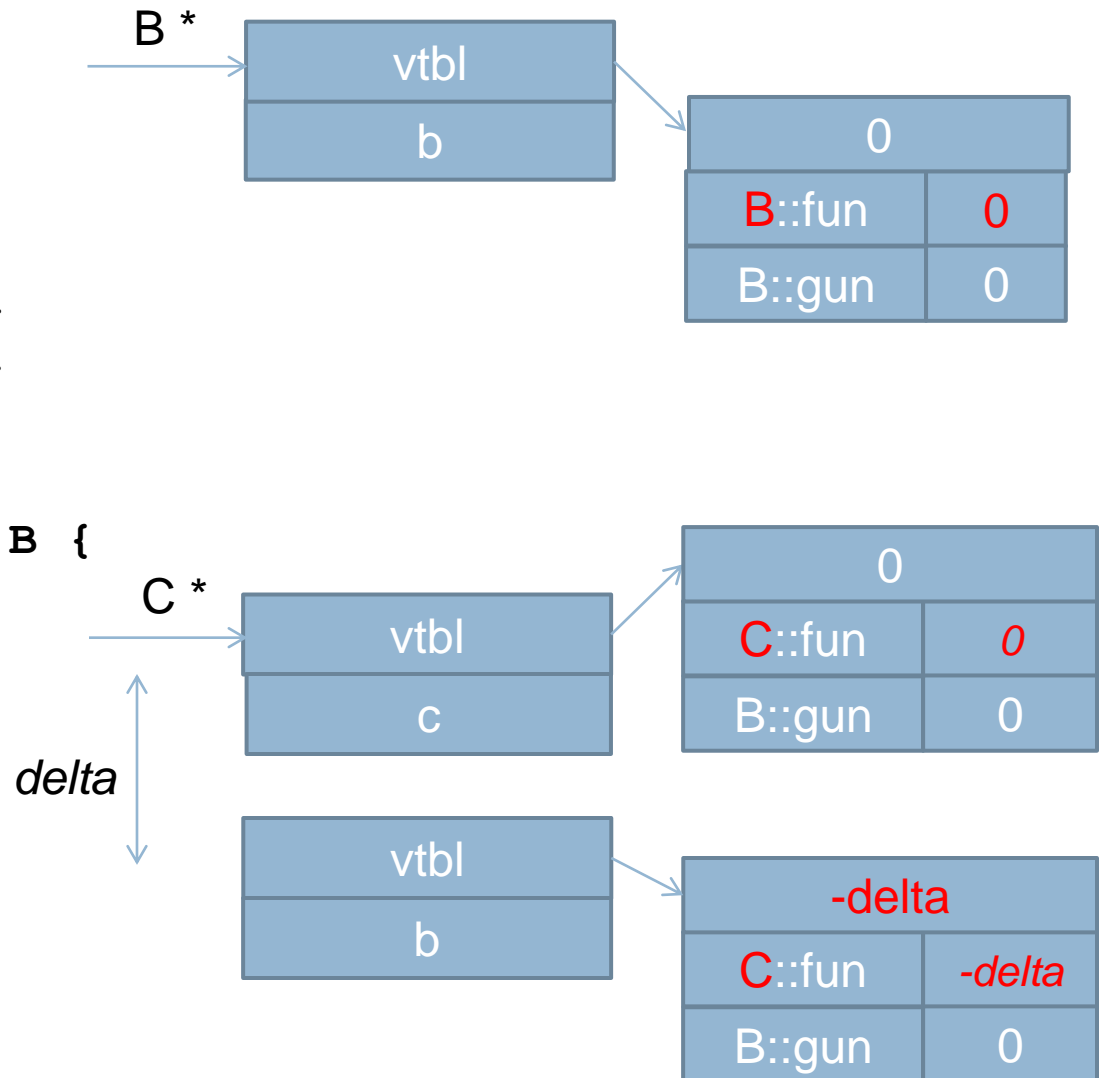 B *
vtbl
b
0
B::fun 0
B::gun 0
B {
C *
vtbl
c
0
C::fun 0
B::gun 0
delta
vtbl
b
-delta
C::fun -delta
B::gun 0